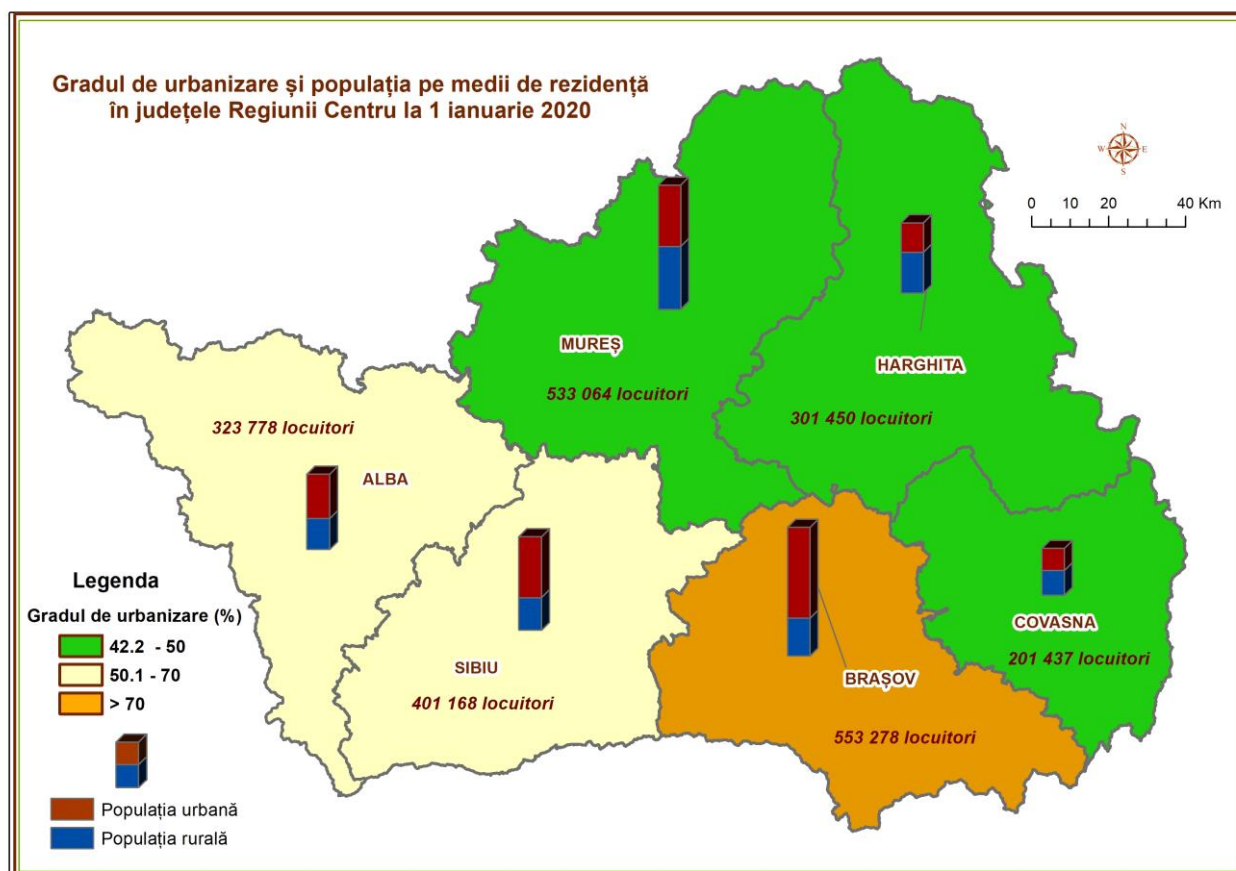 Gradul de urbanizare și populația pe medii de rezidență
în județele Regiunii Centru la 1 ianuarie 2020
N
W E
S
0 10 20 40 Km
MUREȘ
533 064 locuitori
HARGHITA
301 450 locuitori
323 778 locuitori
ALBA
SIBIU
401 168 locuitori
BRAȘOV
553 278 locuitori
COVASNA
201 437 locuitori
Legenda
Gradul de urbanizare (%)
42.2 - 50
50.1 - 70
> 70
Populația urbană
Populația rurală